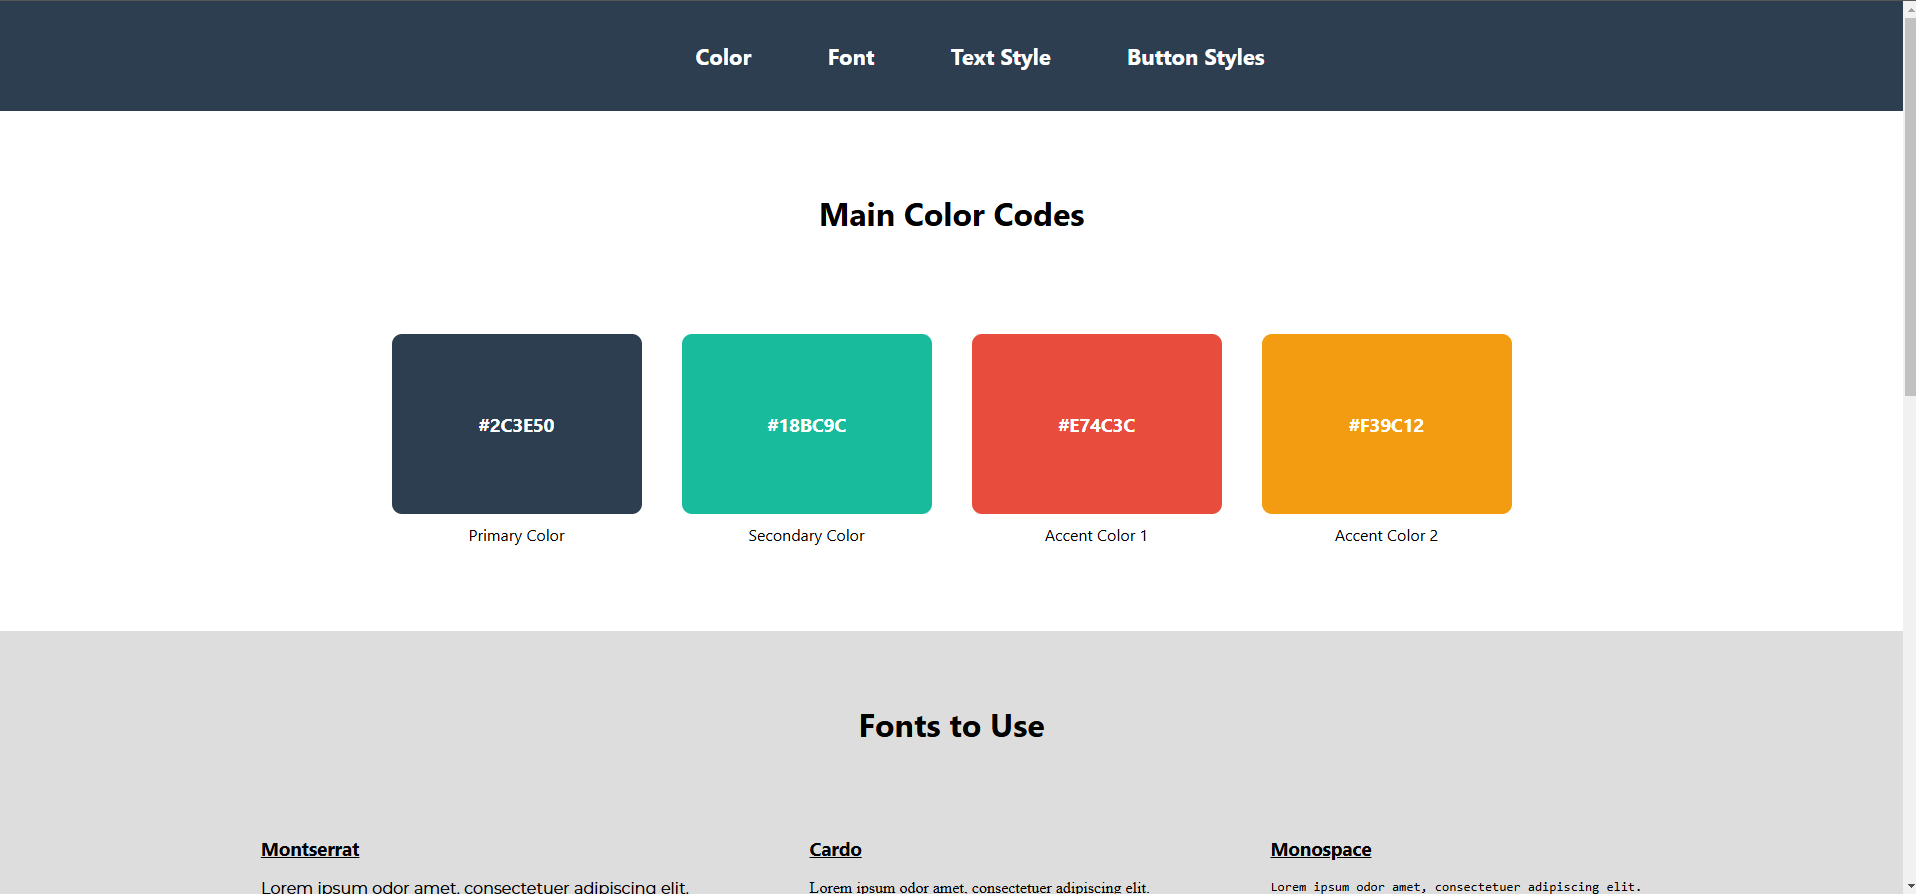 Color Font Text Style Button Styles
Main Color Codes
#2C3E50 #18BC9C #E74C3C #F39C12
Primary Color Secondary Color Accent Color 1 Accent Color 2
Fonts to Use
Montserrat Cardo Monospace
Lorem ipsum odor amet, consectetuer adipiscing elit. Lorem ipsum odor amet, consectetuer adipiscing elit. Lorem ipsum odor amet, consectetuer adipiscing elit.